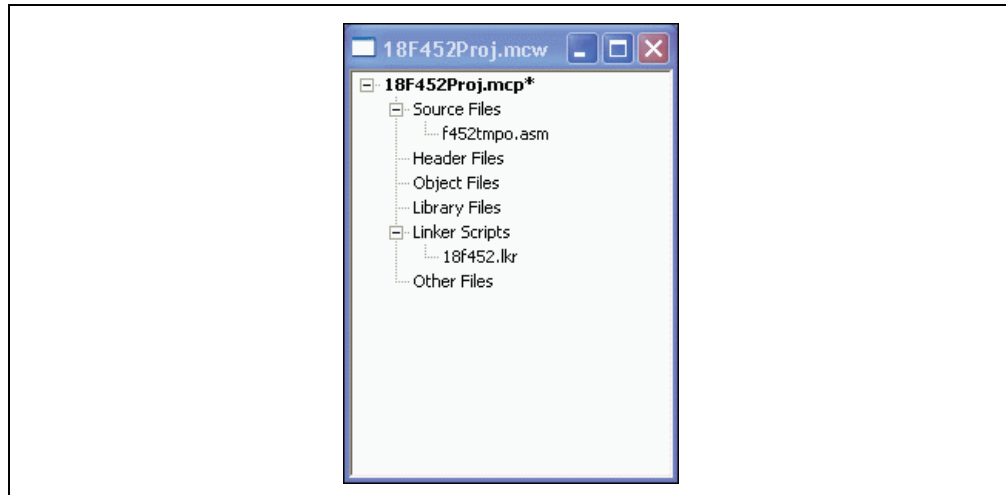 18F452Proj.mcw
18F452Proj.mcp*
Source Files
f452tmpo.asm
Header Files
Object Files
Library Files
Linker Scripts
18f452.lkr
Other Files